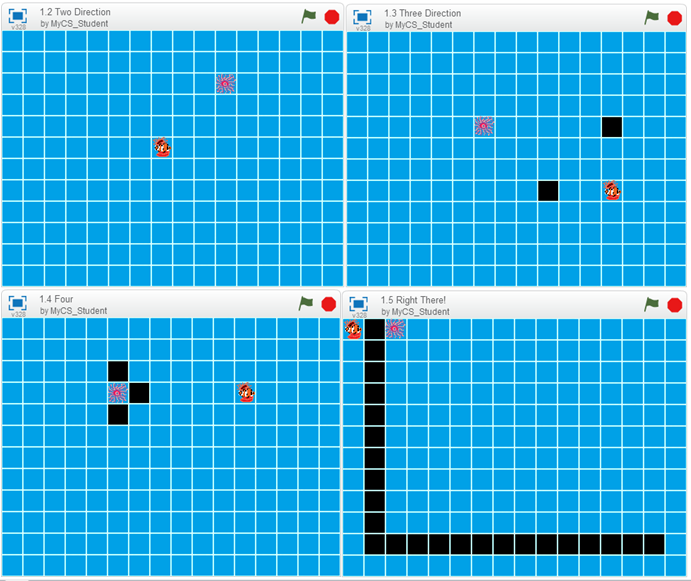 1.2 Two Direction
by MyCS_Student
v328
1.3 Three Direction
by MyCS_Student
v328
1.4 Four
by MyCS_Student
v328
1.5 Right There!
by MyCS_Student
v328